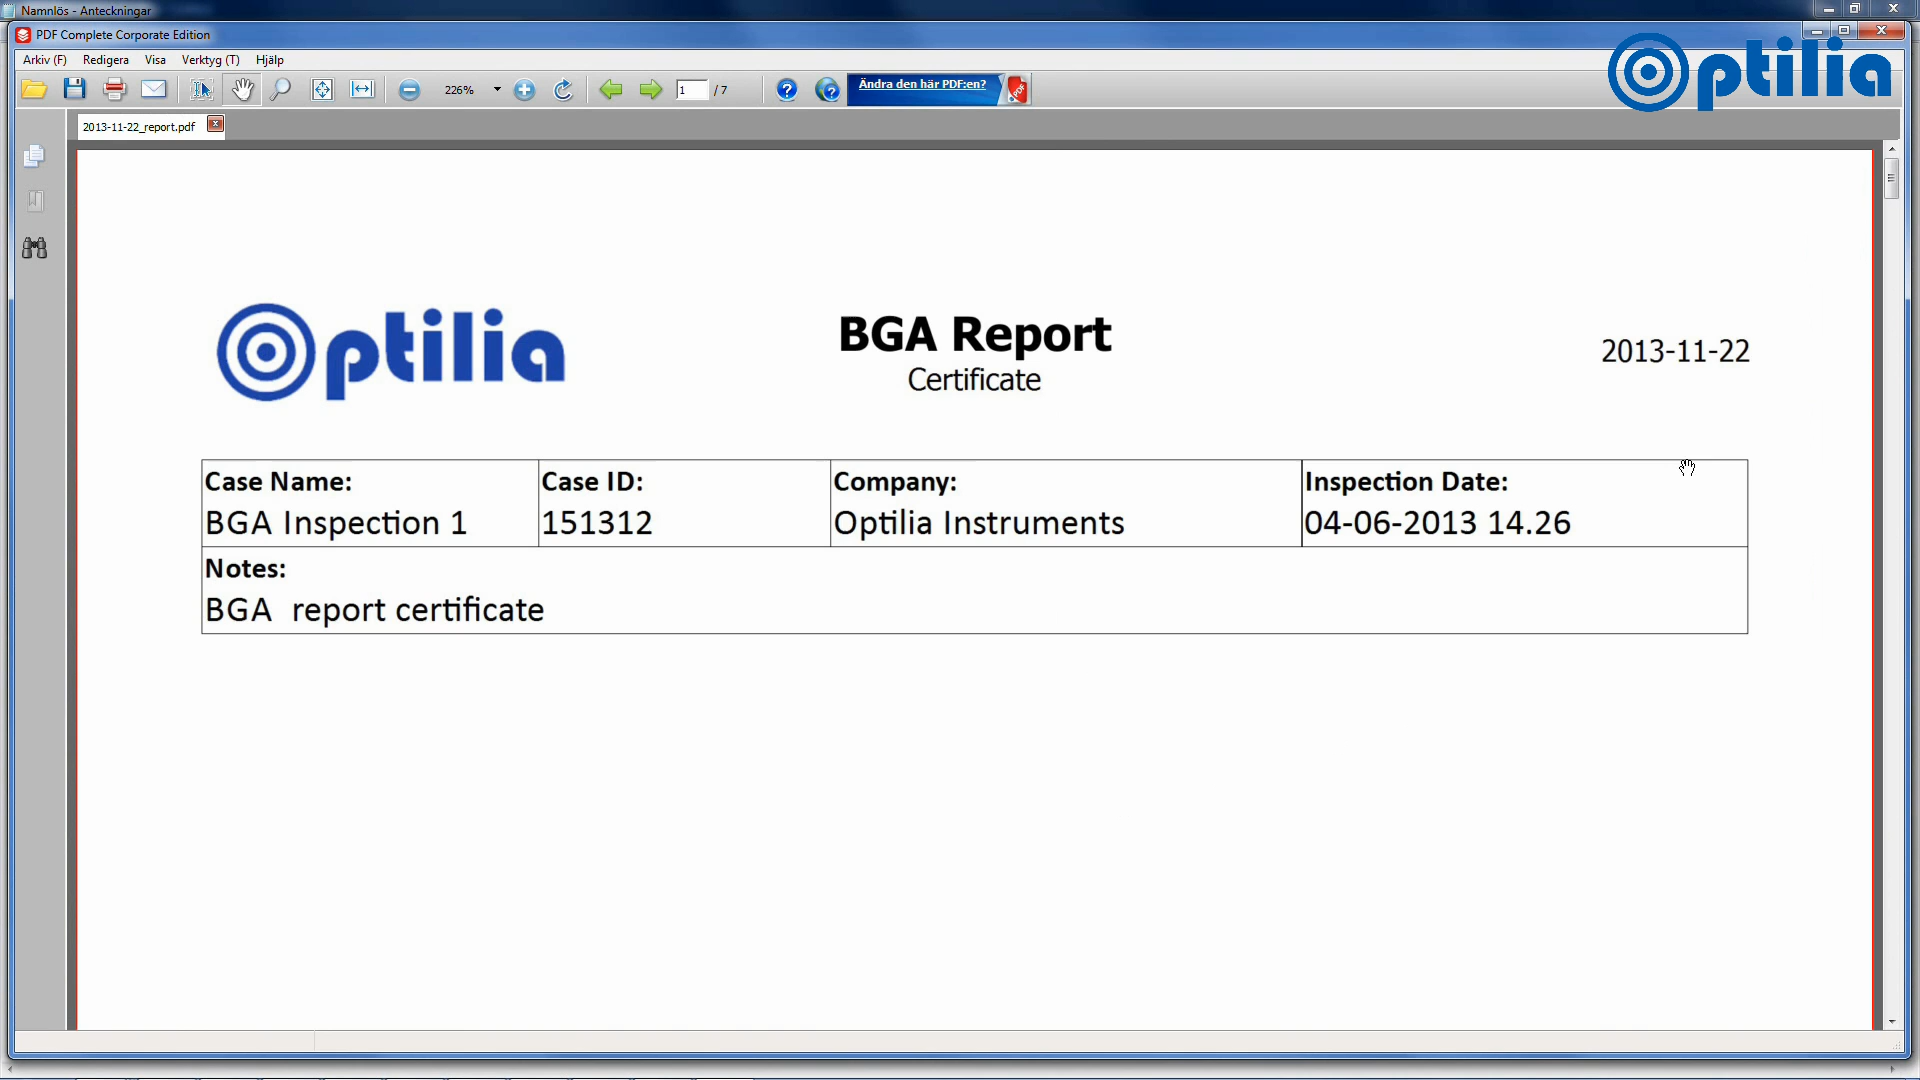 Namnlös - Anteckningar
PDF Complete Corporate Edition
Arkiv (F) Redigera Visa Verktyg (T) Hjälp
Optilia
226% 1 / 7 Ändra den här PDF:en?
2013-11-22_report.pdf
Optilia
BGA Report
Certificate
2013-11-22
Case Name: Case ID: Company: Inspection Date:
BGA Inspection 1 151312 Optilia Instruments 04-06-2013 14.26
Notes:
BGA  report certificate